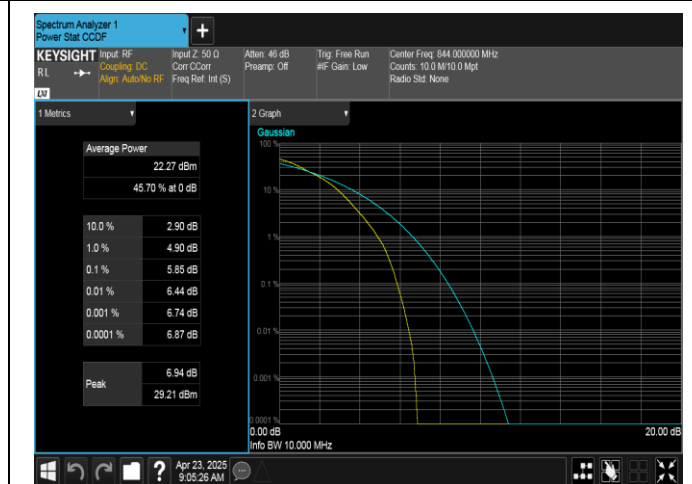 Spectrum Analyzer 1
Power Stat CCDF
+
KEYSIGHT Input: RF Input Z: 50 Ω Atten: 46 dB Trig: Free Run Center Freq: 844.000000 MHz
RL Coupling: DC Corr CCorr Preamp: Off #IF Gain: Low Counts: 10.0 M/10.0 Mpt
Align: Auto/No RF Freq Ref: Int (S) Radio Std: None
LXI
1 Metrics
2 Graph
Average Power
22.27 dBm
45.70 % at 0 dB
10.0 % 2.90 dB
1.0 % 4.90 dB
0.1 % 5.85 dB
0.01 % 6.44 dB
0.001 % 6.74 dB
0.0001 % 6.87 dB
Peak 6.94 dB
29.21 dBm
Gaussian
100 %
10 %
1 %
0.1 %
0.01 %
0.001 %
0.0001 %
0.00 dB 20.00 dB
Info BW 10.000 MHz
? Apr 23, 2025
9:05:26 AM